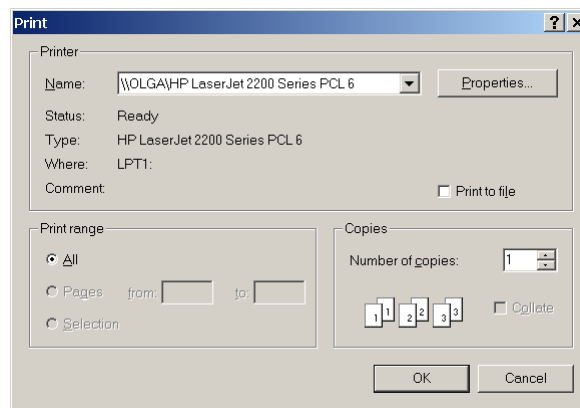 Print
Printer
Name: \\OLGA\HP LaserJet 2200 Series PCL 6 Properties...
Status: Ready
Type: HP LaserJet 2200 Series PCL 6
Where: LPT1:
Comment:
Print to file
Print range
All
Pages from: to:
Selection
Copies
Number of copies: 1
1 1 2 2 3 3
Collate
OK Cancel